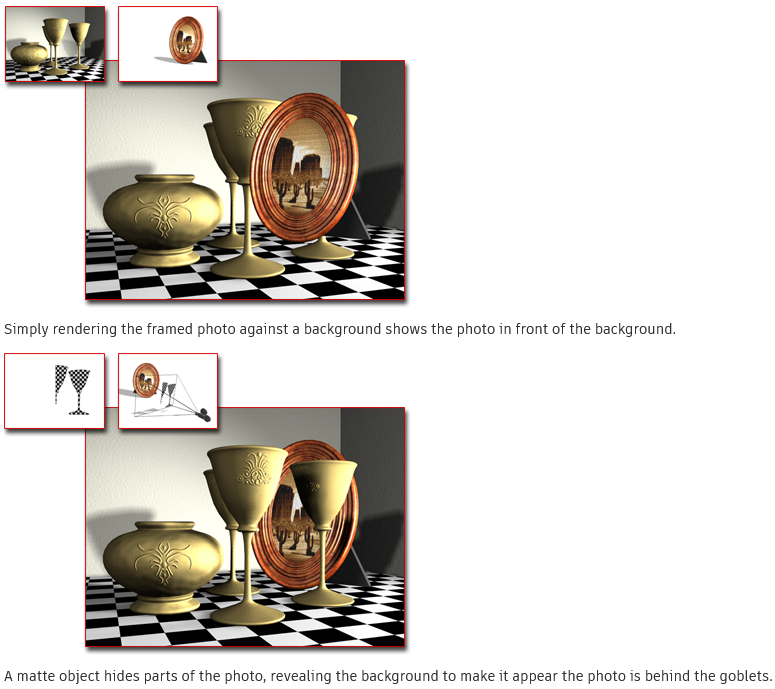 Simply rendering the framed photo against a background shows the photo in front of the background.
A matte object hides parts of the photo, revealing the background to make it appear the photo is behind the goblets.